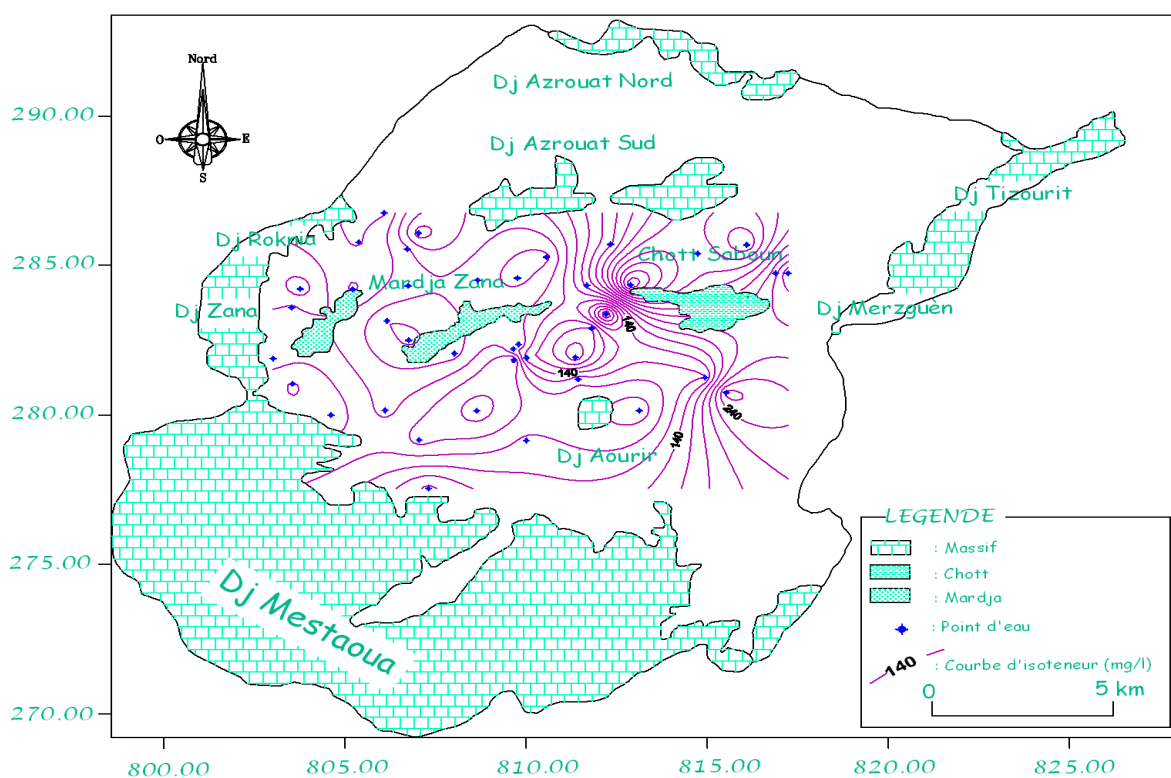 Nord
O
E
S
290.00
285.00
280.00
275.00
270.00
Dj Azrouat Nord
Dj Azrouat Sud
Dj Tizourit
Dj Roknia
Chott Saboun
Mardja Zana
Dj Zana
Dj Merzguèn
140
140
240
140
Dj Aourir
Dj Mestaoua
LEGENDE
: Massif
: Chott
: Mardja
: Point d'eau
140 : Courbe d'isoteneur (mg/l)
0 5 km
800.00 805.00 810.00 815.00 820.00 825.00